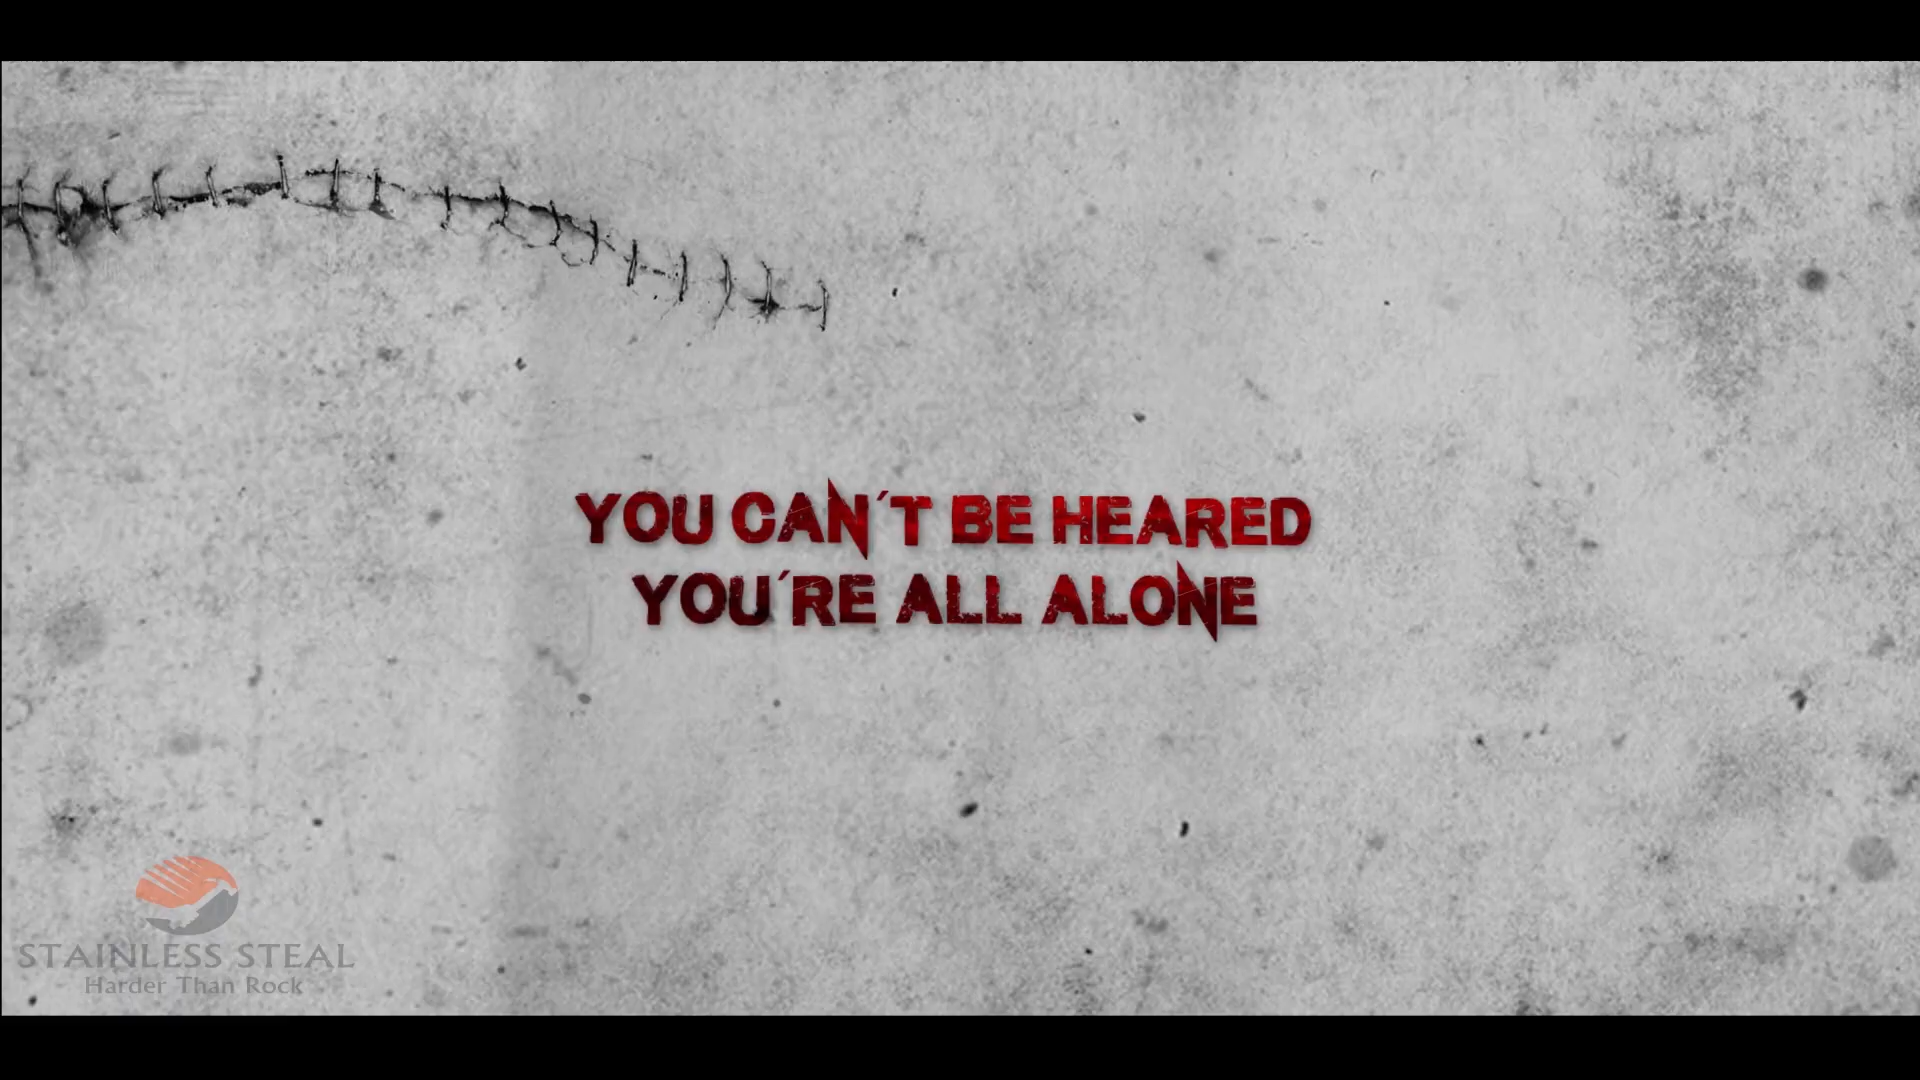 YOU CAN´T BE HEARED
YOU´RE ALL ALONE
STAINLESS STEAL
Harder Than Rock